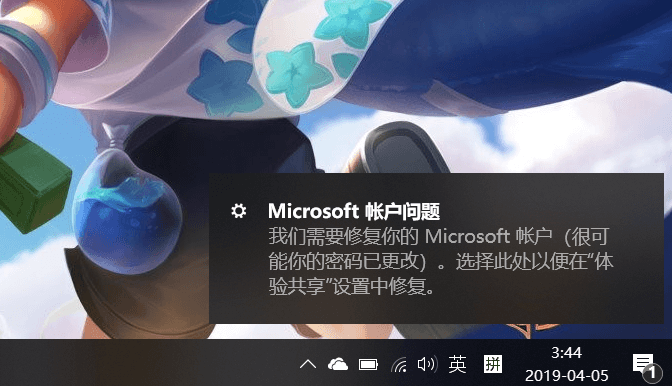 Microsoft 帐户问题
我们需要修复你的 Microsoft 帐户（很可
能你的密码已更改）。选择此处以便在“体
验共享”设置中修复。
英 拼 3:44
2019-04-05
1